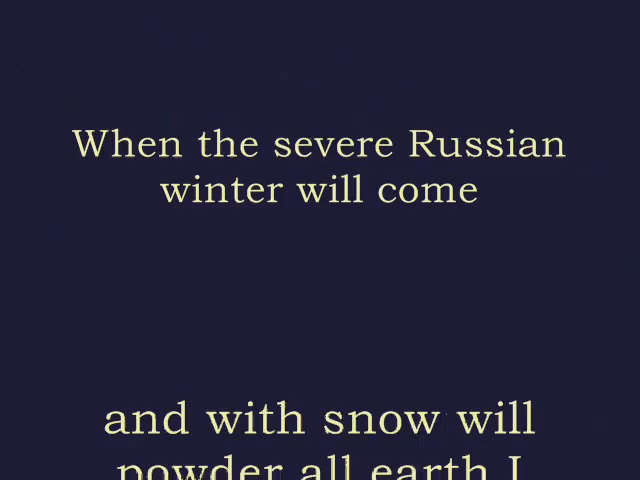 When the severe Russian
winter will come
and with snow will
powder all earth I